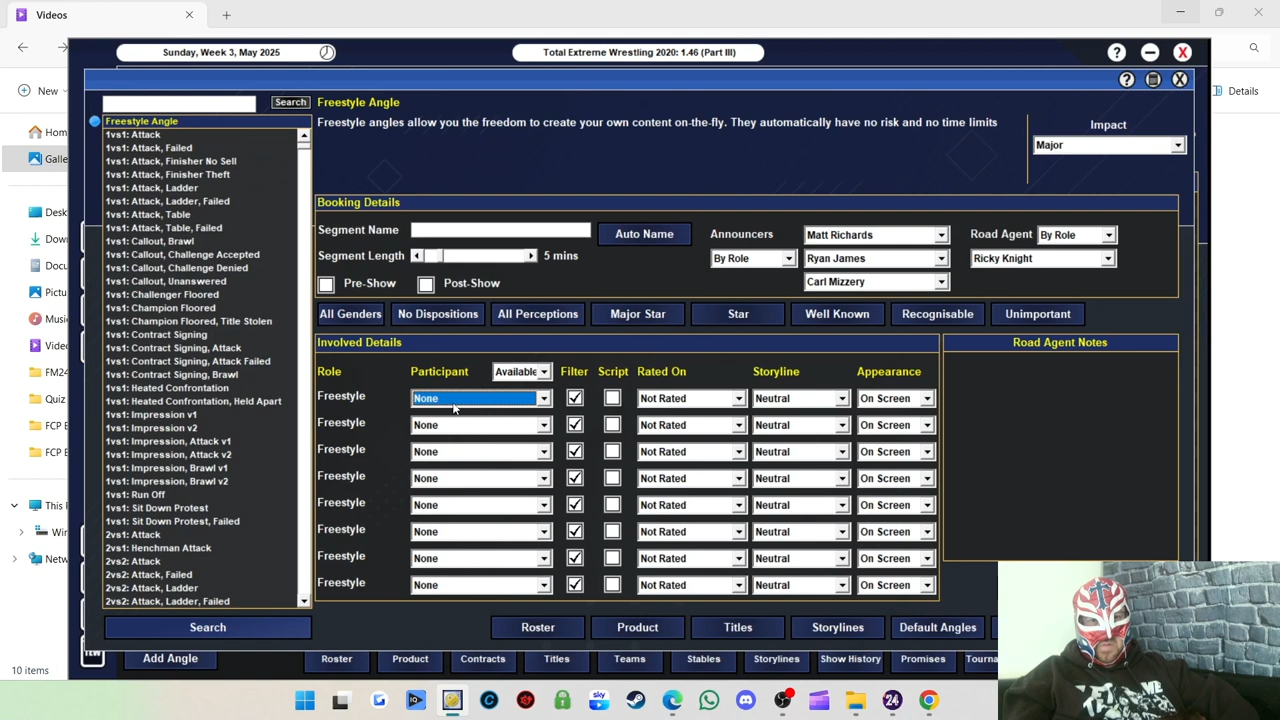 Videos
Sunday, Week 3, May 2025
Total Extreme Wrestling 2020: 1.46 (Part III)
?
?
Search
Freestyle Angle
Freestyle Angle
Freestyle angles allow you the freedom to create your own content on-the-fly. They automatically have no risk and no time limits
Impact
Major
1vs1: Attack
1vs1: Attack, Failed
1vs1: Attack, Finisher No Sell
1vs1: Attack, Finisher Theft
1vs1: Attack, Ladder
1vs1: Attack, Ladder, Failed
1vs1: Attack, Table
1vs1: Attack, Table, Failed
1vs1: Callout, Brawl
1vs1: Callout, Challenge Accepted
1vs1: Callout, Challenge Denied
1vs1: Callout, Unanswered
1vs1: Challenger Floored
1vs1: Champion Floored
1vs1: Champion Floored, Title Stolen
1vs1: Contract Signing
1vs1: Contract Signing, Attack
1vs1: Contract Signing, Attack Failed
1vs1: Contract Signing, Brawl
1vs1: Heated Confrontation
1vs1: Heated Confrontation, Held Apart
1vs1: Impression v1
1vs1: Impression v2
1vs1: Impression, Attack v1
1vs1: Impression, Attack v2
1vs1: Impression, Brawl v1
1vs1: Impression, Brawl v2
1vs1: Run Off
1vs1: Sit Down Protest
1vs1: Sit Down Protest, Failed
2vs1: Attack
2vs1: Henchman Attack
2vs2: Attack
2vs2: Attack, Failed
2vs2: Attack, Ladder
2vs2: Attack, Ladder, Failed
Search
Booking Details
Segment Name
Auto Name
Announcers
Matt Richards
Road Agent
By Role
Segment Length
5 mins
By Role
Ryan James
Ricky Knight
Pre-Show
Post-Show
Carl Mizzery
All Genders
No Dispositions
All Perceptions
Major Star
Star
Well Known
Recognisable
Unimportant
Involved Details
Road Agent Notes
Role
Participant
Available
Filter
Script
Rated On
Storyline
Appearance
Freestyle None Not Rated Neutral On Screen
Freestyle None Not Rated Neutral On Screen
Freestyle None Not Rated Neutral On Screen
Freestyle None Not Rated Neutral On Screen
Freestyle None Not Rated Neutral On Screen
Freestyle None Not Rated Neutral On Screen
Freestyle None Not Rated Neutral On Screen
Freestyle None Not Rated Neutral On Screen
Roster
Product
Titles
Storylines
Default Angles
Add Angle
Roster
Product
Contracts
Titles
Teams
Stables
Storylines
Show History
Promises
New
Details
FM24
Quiz
FCP
FCP
This
10 items
sky
24